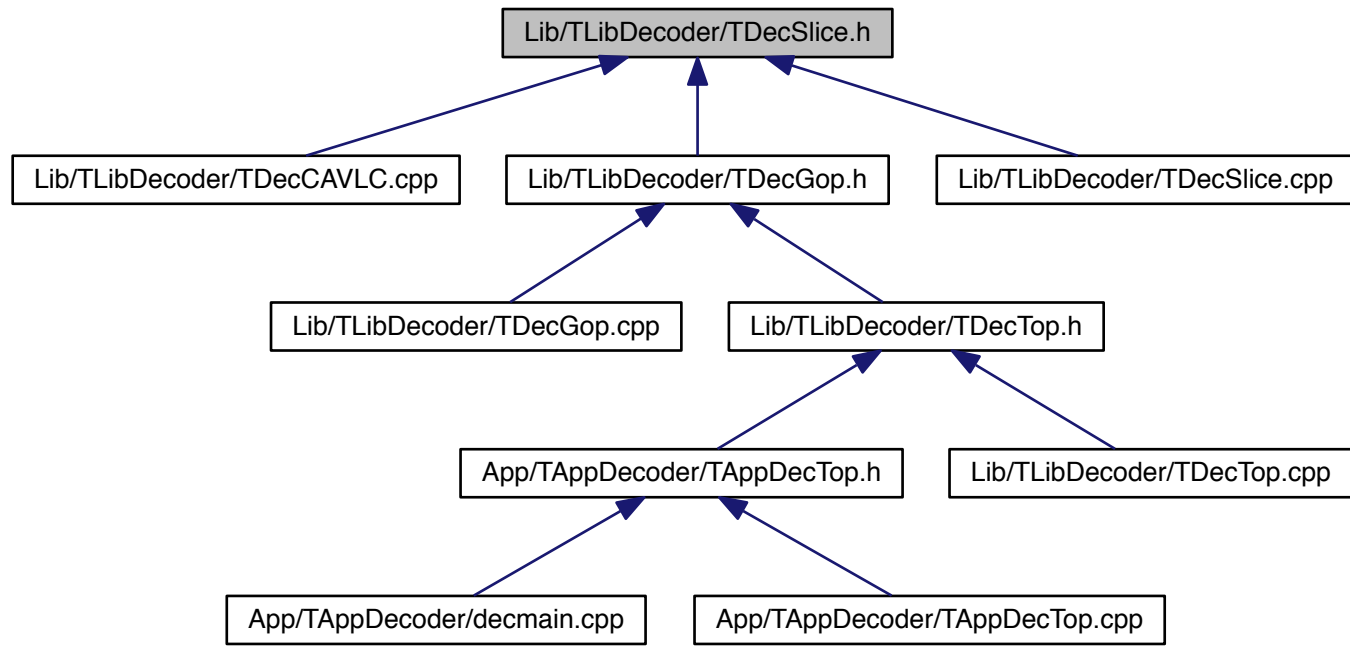 Lib/TLibDecoder/TDecSlice.h
Lib/TLibDecoder/TDecCAVLC.cpp
Lib/TLibDecoder/TDecGop.h
Lib/TLibDecoder/TDecSlice.cpp
Lib/TLibDecoder/TDecGop.cpp
Lib/TLibDecoder/TDecTop.h
App/TAppDecoder/TAppDecTop.h
Lib/TLibDecoder/TDecTop.cpp
App/TAppDecoder/decmain.cpp
App/TAppDecoder/TAppDecTop.cpp